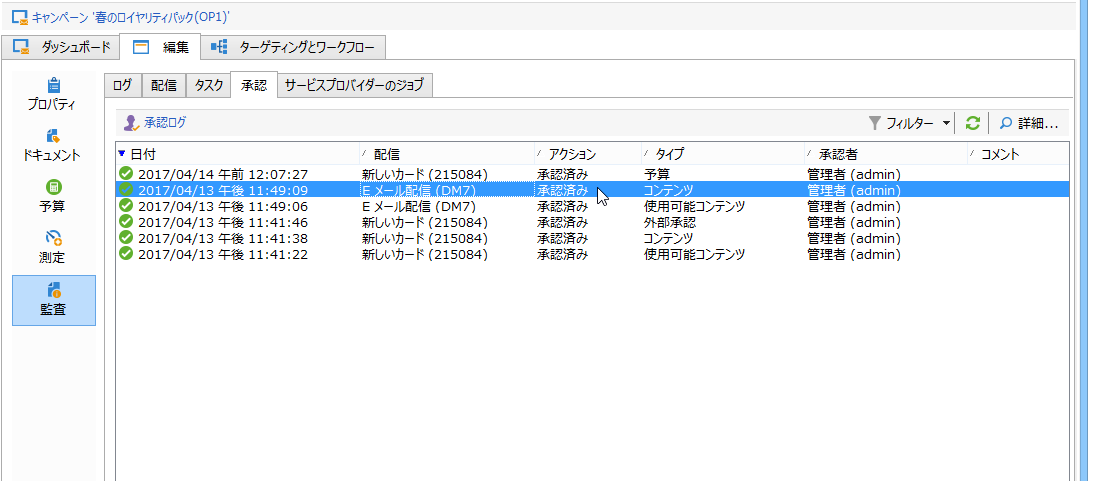 キャンペーン '春のロイヤリティパック(OP1)'
ダッシュボード 編集 ターゲティングとワークフロー
プロパティ
ドキュメント
予算
測定
監査
ログ 配信 タスク 承認 サービスプロバイダーのジョブ
承認ログ フィルター 詳細...
日付 配信 アクション タイプ 承認者 コメント
2017/04/14 午前 12:07:27 新しいカード (215084) 承認済み 予算 管理者 (admin)
2017/04/13 午後 11:49:09 E メール配信 (DM7) 承認済み コンテンツ 管理者 (admin)
2017/04/13 午後 11:49:06 E メール配信 (DM7) 承認済み 使用可能コンテンツ 管理者 (admin)
2017/04/13 午後 11:41:46 新しいカード (215084) 承認済み 外部承認 管理者 (admin)
2017/04/13 午後 11:41:38 新しいカード (215084) 承認済み コンテンツ 管理者 (admin)
2017/04/13 午後 11:41:22 新しいカード (215084) 承認済み 使用可能コンテンツ 管理者 (admin)